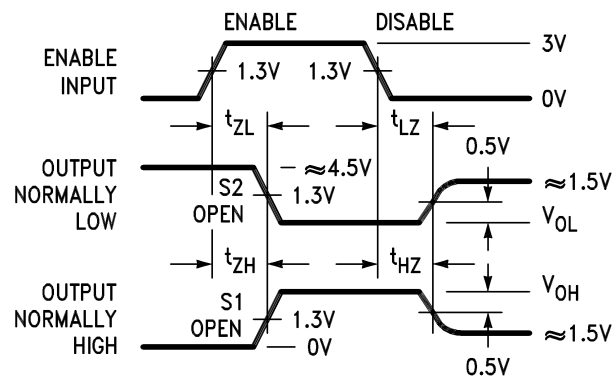 ENABLE DISABLE
ENABLE INPUT
1.3V 1.3V
3V
0V
tZL tLZ
0.5V
OUTPUT NORMALLY LOW
S2 OPEN
≈4.5V
1.3V
≈1.5V
VOL
tZH tHZ
OUTPUT NORMALLY HIGH
S1 OPEN
1.3V
0V
VOH
≈1.5V
0.5V